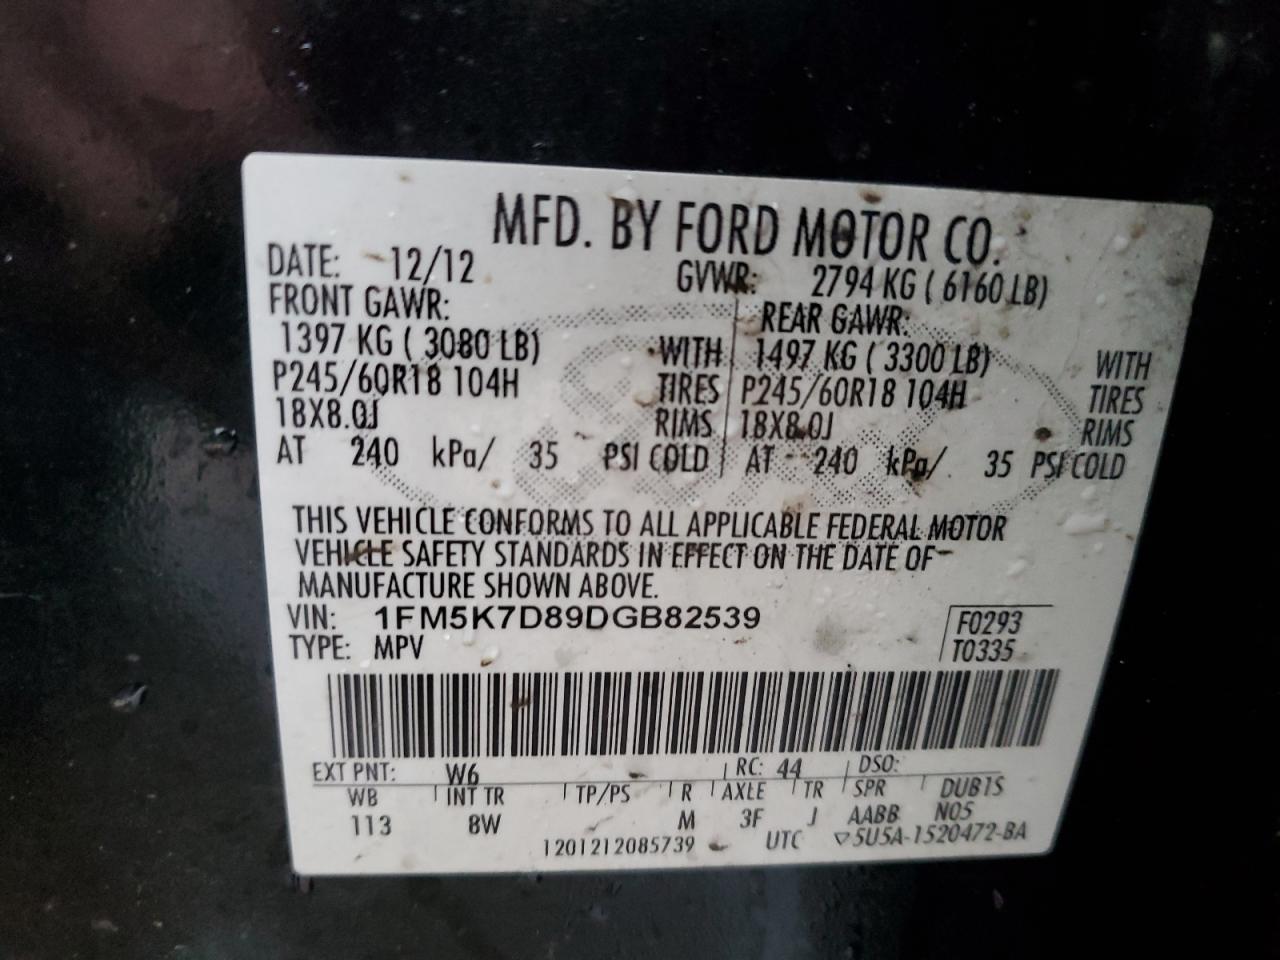 MFD. BY FORD MOTOR CO.
DATE: 12/12 GVWR: 2794 KG ( 6160 LB)
FRONT GAWR: REAR GAWR:
1397 KG ( 3080 LB) WITH 1497 KG ( 3300 LB) WITH
P245/60R18 104H TIRES P245/60R18 104H TIRES
18X8.0J RIMS 18X8.0J RIMS
AT 240 kPa/ 35 PSI COLD AT 240 kPa/ 35 PSI COLD
THIS VEHICLE CONFORMS TO ALL APPLICABLE FEDERAL MOTOR
VEHICLE SAFETY STANDARDS IN EFFECT ON THE DATE OF
MANUFACTURE SHOWN ABOVE.
VIN: 1FM5K7D89DGB82539 F0293
TYPE: MPV T0335
EXT PNT: W6 RC: 44 DSO:
WB INT TR TP/PS R AXLE TR SPR DUB1S
113 8W M 3F J AABB N05
1201212085739 UTC ▽5U5A-1520472-BA